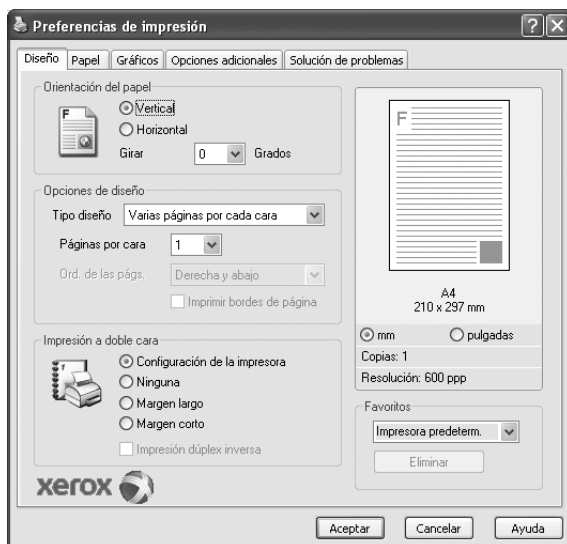 Preferencias de impresión
Diseño Papel Gráficos Opciones adicionales Solución de problemas
Orientación del papel
F
Vertical
Horizontal
Girar 0 Grados
Opciones de diseño
Tipo diseño Varias páginas por cada cara
Páginas por cara 1
Ord. de las págs. Derecha y abajo
Imprimir bordes de página
Impresión a doble cara
Configuración de la impresora
Ninguna
Margen largo
Margen corto
Impresión dúplex inversa
xerox
F
A4
210 x 297 mm
mm pulgadas
Copias: 1
Resolución: 600 ppp
Favoritos
Impresora predeterm.
Eliminar
Aceptar Cancelar Ayuda